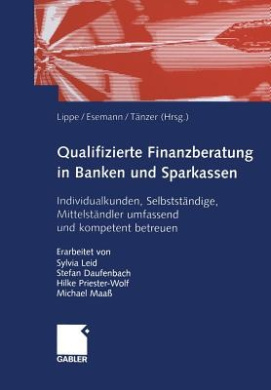 Lippe/Esemann/Tänzer (Hrsg.)
Qualifizierte Finanzberatung
in Banken und Sparkassen
Individualkunden, Selbstständige,
Mittelständler umfassend
und kompetent betreuen
Erarbeitet von
Sylvia Leid
Stefan Daufenbach
Hilke Priester-Wolf
Michael Maaß
GABLER